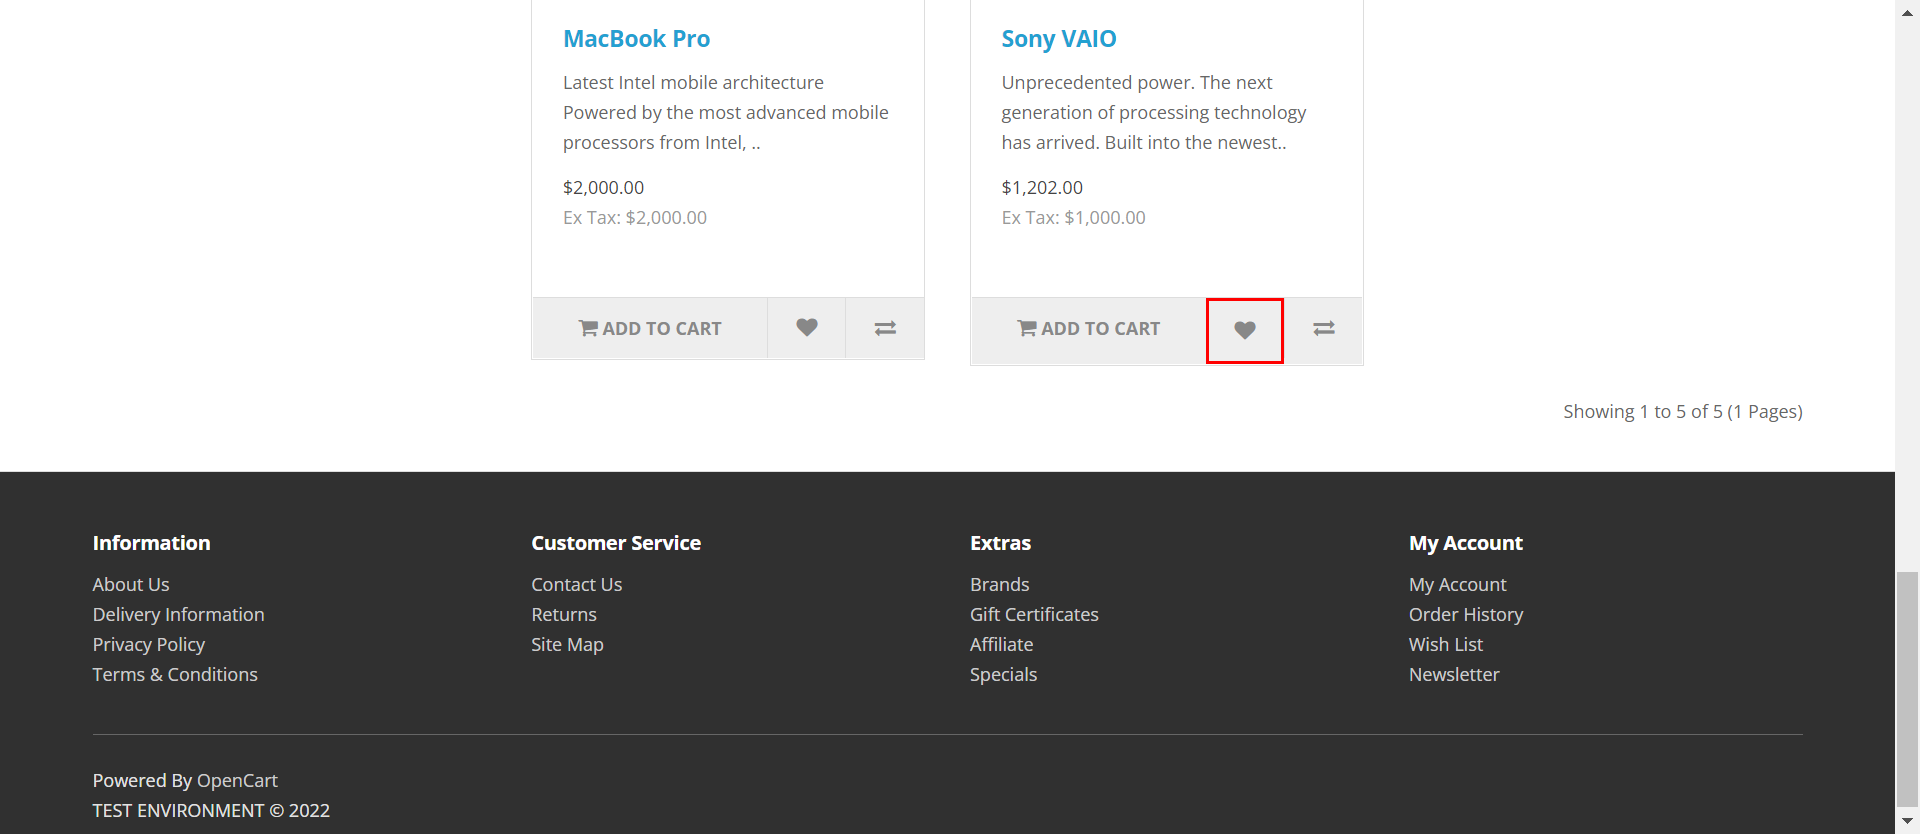 MacBook Pro
Latest Intel mobile architecture
Powered by the most advanced mobile
processors from Intel, ..
$2,000.00
Ex Tax: $2,000.00
ADD TO CART
Sony VAIO
Unprecedented power. The next
generation of processing technology
has arrived. Built into the newest..
$1,202.00
Ex Tax: $1,000.00
ADD TO CART
Showing 1 to 5 of 5 (1 Pages)
Information
About Us
Delivery Information
Privacy Policy
Terms & Conditions
Customer Service
Contact Us
Returns
Site Map
Extras
Brands
Gift Certificates
Affiliate
Specials
My Account
My Account
Order History
Wish List
Newsletter
Powered By OpenCart
TEST ENVIRONMENT © 2022